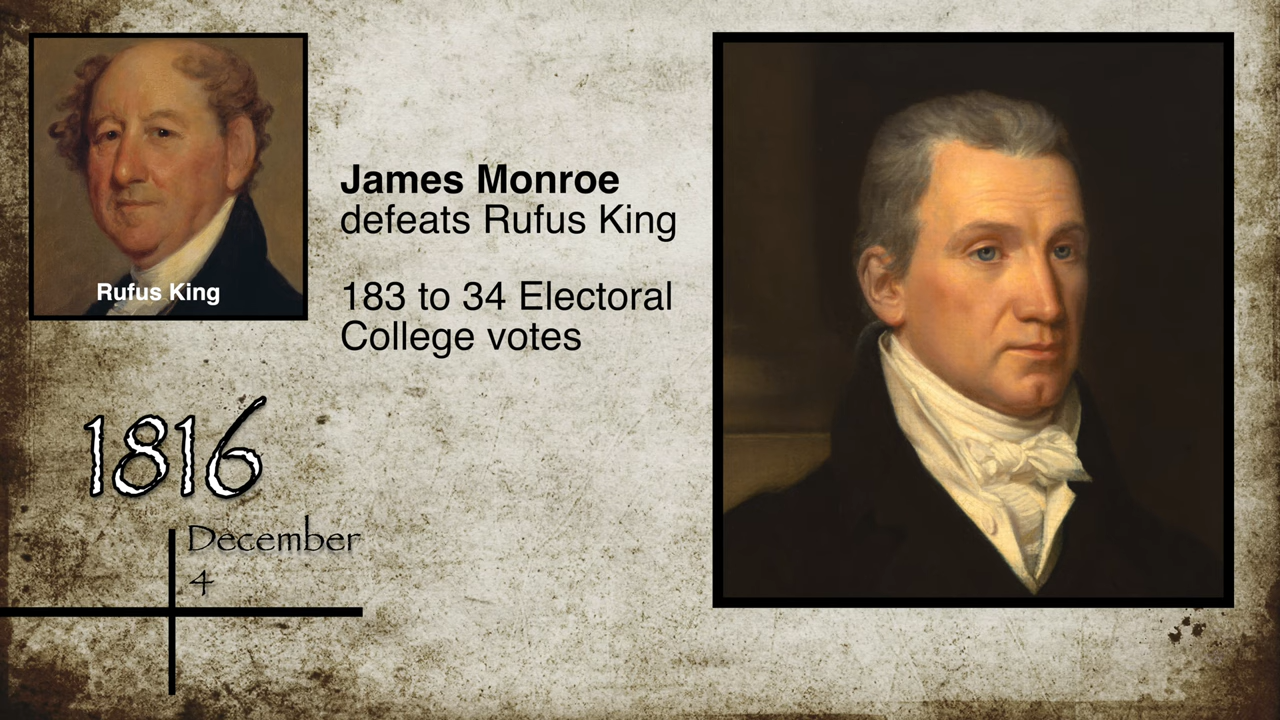 Rufus King
James Monroe
defeats Rufus King
183 to 34 Electoral
College votes
1816
December
4